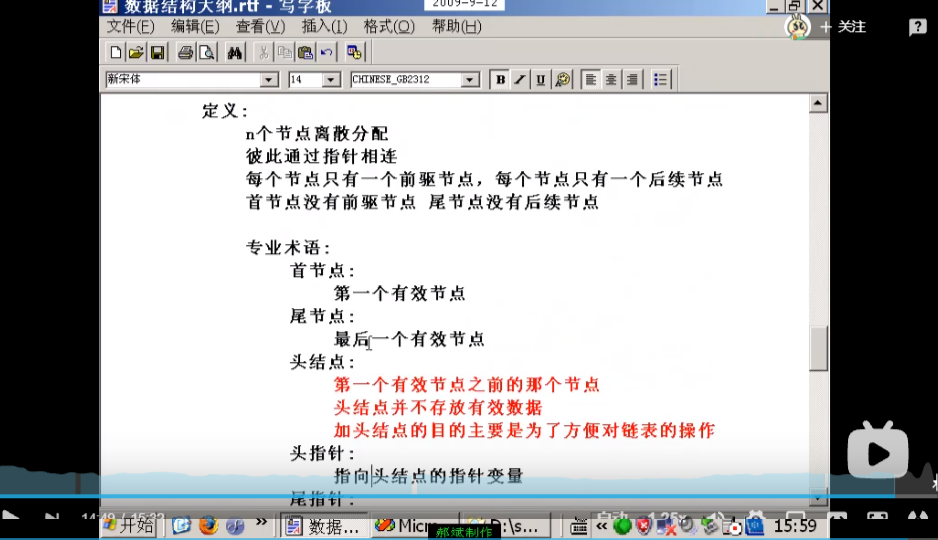 数据结构大纲.rtf - 写字板
2009-9-12
文件(F) 编辑(E) 查看(V) 插入(I) 格式(O) 帮助(H)
+ 关注
新宋体 14 CHINESE_GB2312
定义:
n个节点离散分配
彼此通过指针相连
每个节点只有一个前驱节点，每个节点只有一个后续节点
首节点没有前驱节点 尾节点没有后续节点
专业术语:
首节点:
第一个有效节点
尾节点:
最后一个有效节点
头结点:
第一个有效节点之前的那个节点
头结点并不存放有效数据
加头结点的目的主要是为了方便对链表的操作
头指针:
指向头结点的指针变量
尾指针:
自动 1.25x
开始 » 数据... Micr... D:\s... « 15:59
郝斌制作